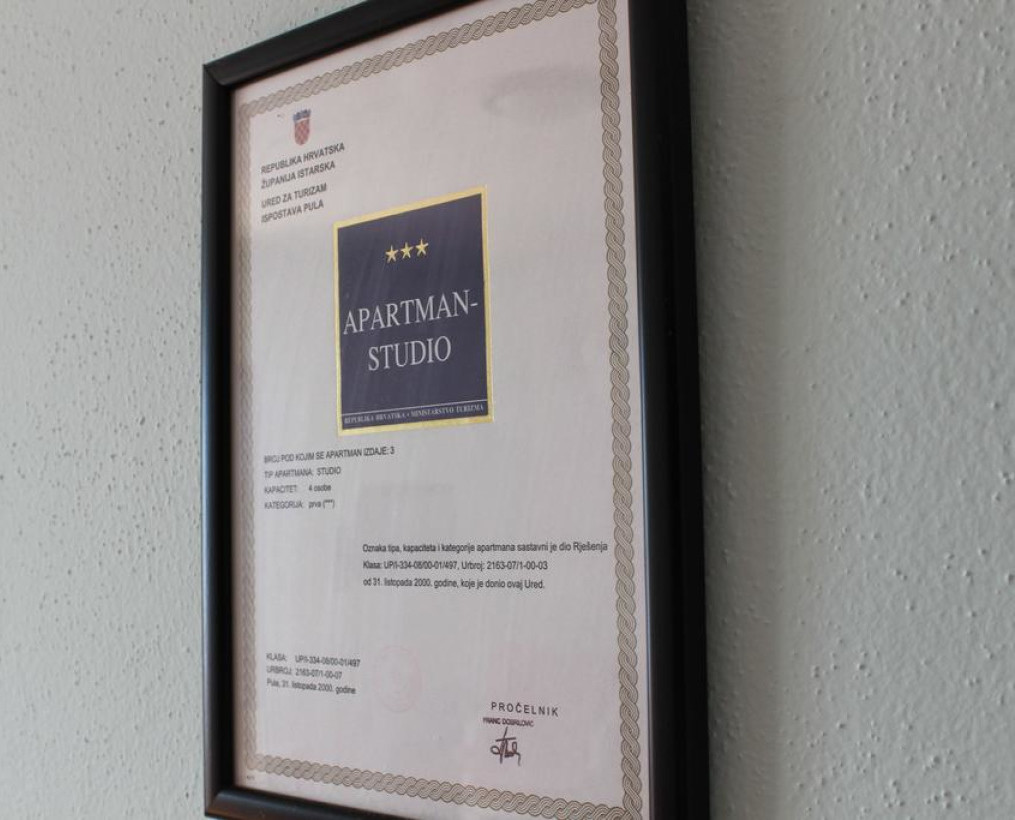 REPUBLIKA HRVATSKA
ŽUPANIJA ISTARSKA
URED ZA TURIZAM
ISPOSTAVA PULA
APARTMAN-
STUDIO
REPUBLIKA HRVATSKA • MINISTARSTVO TURIZMA
BROJ POD KOJIM SE APARTMAN IZDAJE: 3
TIP APARTMANA: STUDIO
KAPACITET: 4 osobe
KATEGORIJA: prva (***)
Oznaka tipa, kapaciteta i kategorije apartmana sastavni je dio Rješenja
Klasa: UP/I-334-08/00-01/497, Urbroj: 2163-07/1-00-03
od 31. listopada 2000. godine, koje je donio ovaj Ured.
KLASA: UP/I-334-08/00-01/497
URBROJ: 2163-07/1-00-07
Pula, 31. listopada 2000. godine
PROČELNIK